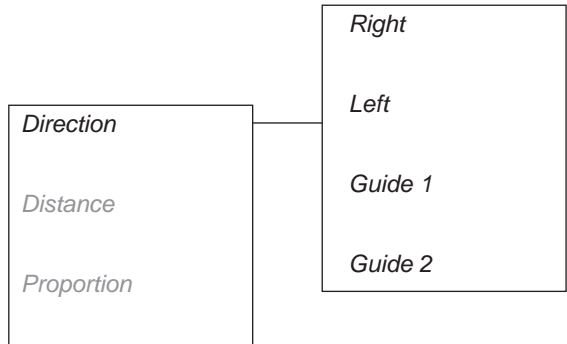 Direction
Distance
Proportion
Right
Left
Guide 1
Guide 2